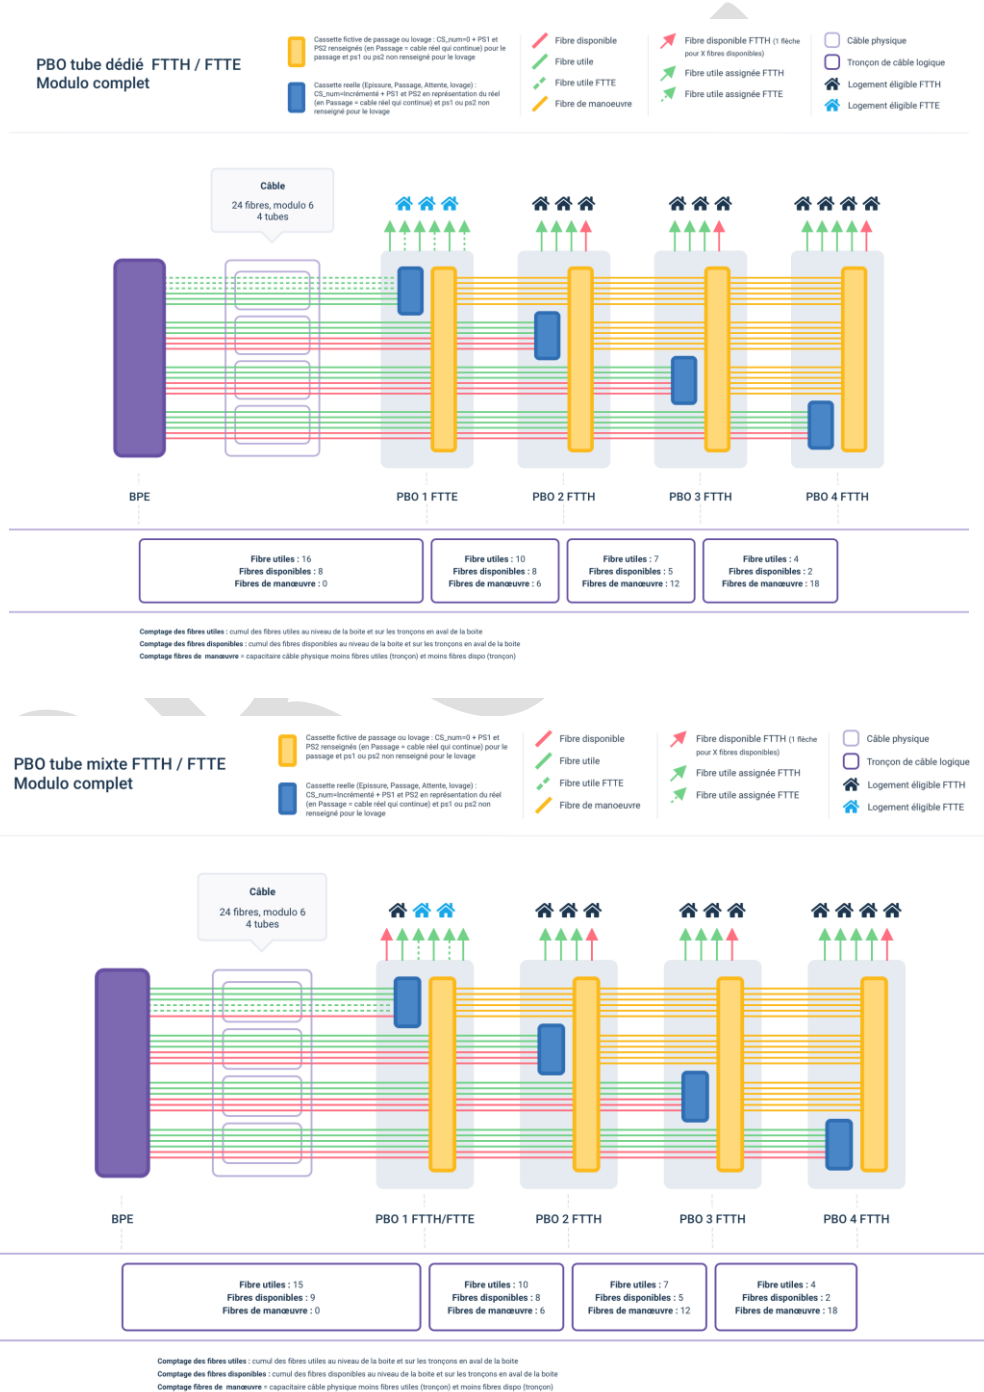 PBO tube dédié FTTH / FTTE
Modulo complet
Cassette fictive de passage ou lovage : CS_num=0 + PS1 et
PS2 renseignés (en Passage = cable réel qui continue) pour le
passage et ps1 ou ps2 non renseigné pour le lovage
Cassette reelle (Epissure, Passage, Attente, lovage) :
CS_num=Incrémenté + PS1 et PS2 en représentation du réel
(en Passage = cable réel qui continue) et ps1 ou ps2 non
renseigné pour le lovage
Fibre disponible
Fibre utile
Fibre utile FTTE
Fibre de manoeuvre
Fibre disponible FTTH (1 flèche
pour X fibres disponibles)
Fibre utile assignée FTTH
Fibre utile assignée FTTE
Câble physique
Tronçon de câble logique
Logement éligible FTTH
Logement éligible FTTE
Câble
24 fibres, modulo 6
4 tubes
BPE
PBO 1 FTTE
PBO 2 FTTH
PBO 3 FTTH
PBO 4 FTTH
Fibre utiles : 16
Fibres disponibles : 8
Fibres de manœuvre : 0
Fibre utiles : 10
Fibres disponibles : 8
Fibres de manœuvre : 6
Fibre utiles : 7
Fibres disponibles : 5
Fibres de manœuvre : 12
Fibre utiles : 4
Fibres disponibles : 2
Fibres de manœuvre : 18
Comptage des fibres utiles : cumul des fibres utiles au niveau de la boite et sur les tronçons en aval de la boite
Comptage des fibres disponibles : cumul des fibres disponibles au niveau de la boite et sur les tronçons en aval de la boite
Comptage fibres de manœuvre = capacitaire câble physique moins fibres utiles (tronçon) et moins fibres dispo (tronçon)
PBO tube mixte FTTH / FTTE
Modulo complet
Cassette fictive de passage ou lovage : CS_num=0 + PS1 et
PS2 renseignés (en Passage = cable réel qui continue) pour le
passage et ps1 ou ps2 non renseigné pour le lovage
Cassette reelle (Epissure, Passage, Attente, lovage) :
CS_num=Incrémenté + PS1 et PS2 en représentation du réel
(en Passage = cable réel qui continue) et ps1 ou ps2 non
renseigné pour le lovage
Fibre disponible
Fibre utile
Fibre utile FTTE
Fibre de manoeuvre
Fibre disponible FTTH (1 flèche
pour X fibres disponibles)
Fibre utile assignée FTTH
Fibre utile assignée FTTE
Câble physique
Tronçon de câble logique
Logement éligible FTTH
Logement éligible FTTE
Câble
24 fibres, modulo 6
4 tubes
BPE
PBO 1 FTTH/FTTE
PBO 2 FTTH
PBO 3 FTTH
PBO 4 FTTH
Fibre utiles : 15
Fibres disponibles : 9
Fibres de manœuvre : 0
Fibre utiles : 10
Fibres disponibles : 8
Fibres de manœuvre : 6
Fibre utiles : 7
Fibres disponibles : 5
Fibres de manœuvre : 12
Fibre utiles : 4
Fibres disponibles : 2
Fibres de manœuvre : 18
Comptage des fibres utiles : cumul des fibres utiles au niveau de la boite et sur les tronçons en aval de la boite
Comptage des fibres disponibles : cumul des fibres disponibles au niveau de la boite et sur les tronçons en aval de la boite
Comptage fibres de manœuvre = capacitaire câble physique moins fibres utiles (tronçon) et moins fibres dispo (tronçon)